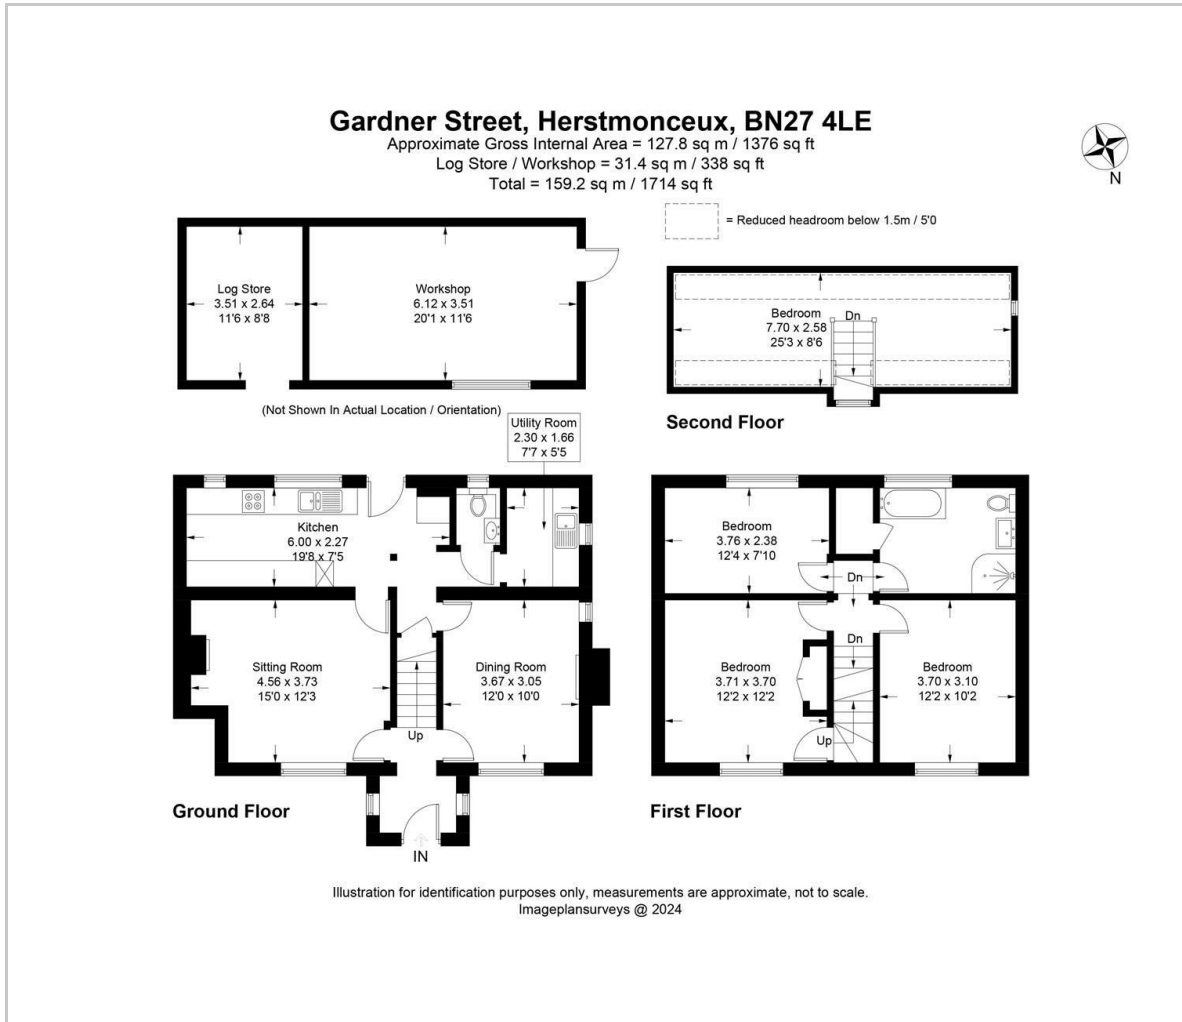 Gardner Street, Herstmonceux, BN27 4LE
Approximate Gross Internal Area = 127.8 sq m / 1376 sq ft
Log Store / Workshop = 31.4 sq m / 338 sq ft
Total = 159.2 sq m / 1714 sq ft
N
= Reduced headroom below 1.5m / 5'0
Log Store
3.51 x 2.64
11'6 x 8'8
Workshop
6.12 x 3.51
20'1 x 11'6
(Not Shown In Actual Location / Orientation)
Bedroom
7.70 x 2.58
25'3 x 8'6
Dn
Second Floor
Utility Room
2.30 x 1.66
7'7 x 5'5
Kitchen
6.00 x 2.27
19'8 x 7'5
Sitting Room
4.56 x 3.73
15'0 x 12'3
Dining Room
3.67 x 3.05
12'0 x 10'0
Up
IN
Ground Floor
Bedroom
3.76 x 2.38
12'4 x 7'10
Dn
Dn
Bedroom
3.71 x 3.70
12'2 x 12'2
Bedroom
3.70 x 3.10
12'2 x 10'2
Up
First Floor
Illustration for identification purposes only, measurements are approximate, not to scale.
Imageplansurveys @ 2024